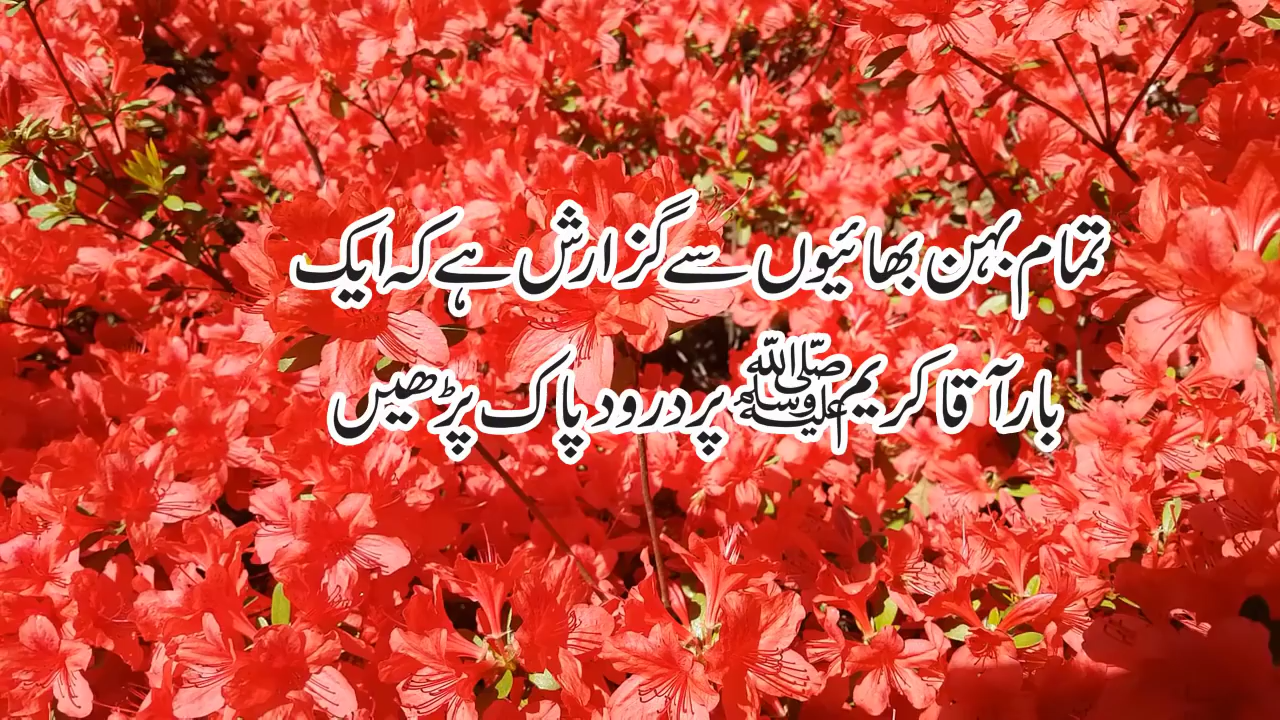 تمام بہن بھائیوں سے گزارش ہے کہ ایک
بار آقا کریم ﷺ پر درود پاک پڑھیں